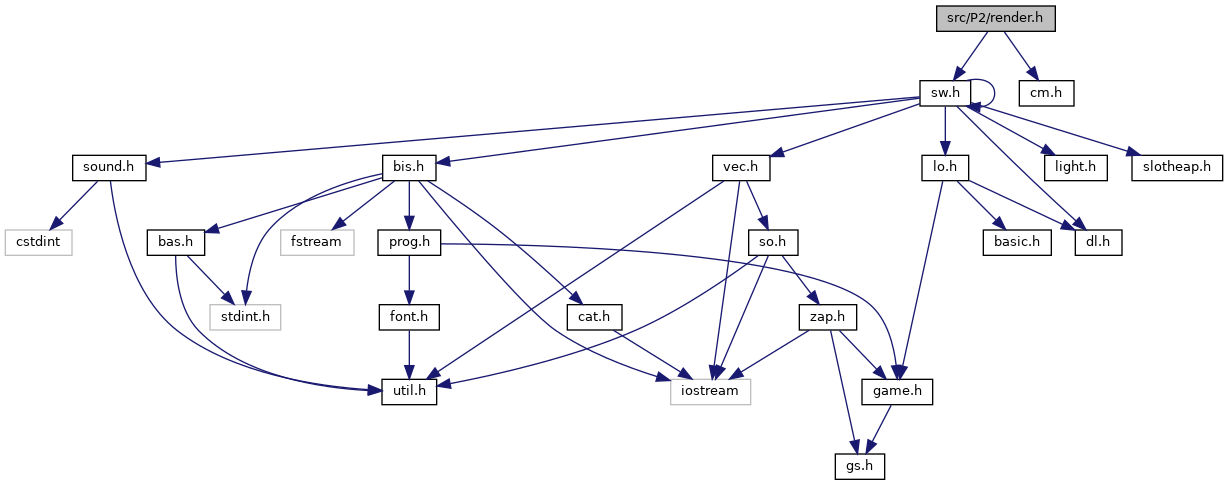 src/P2/render.h
sw.h
cm.h
sound.h
bis.h
vec.h
lo.h
light.h
slotheap.h
cstdint
bas.h
fstream
prog.h
so.h
basic.h
dl.h
stdint.h
font.h
cat.h
zap.h
util.h
iostream
game.h
gs.h